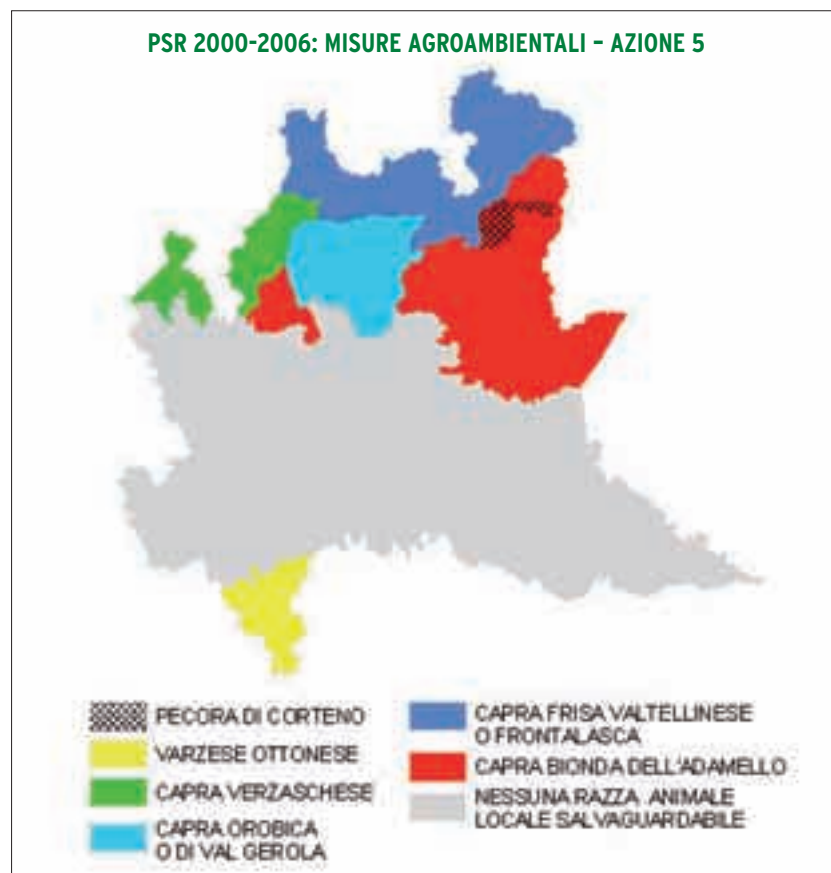 PSR 2000-2006: MISURE AGROAMBIENTALI – AZIONE 5
PECORA DI CORTENO
VARZESE OTTONESE
CAPRA VERZASCHESE
CAPRA OROBICA
O DI VAL GEROLA
CAPRA FRISA VALTELLINESE
O FRONTALASCA
CAPRA BIONDA DELL'ADAMELLO
NESSUNA RAZZA ANIMALE
LOCALE SALVAGUARDABILE